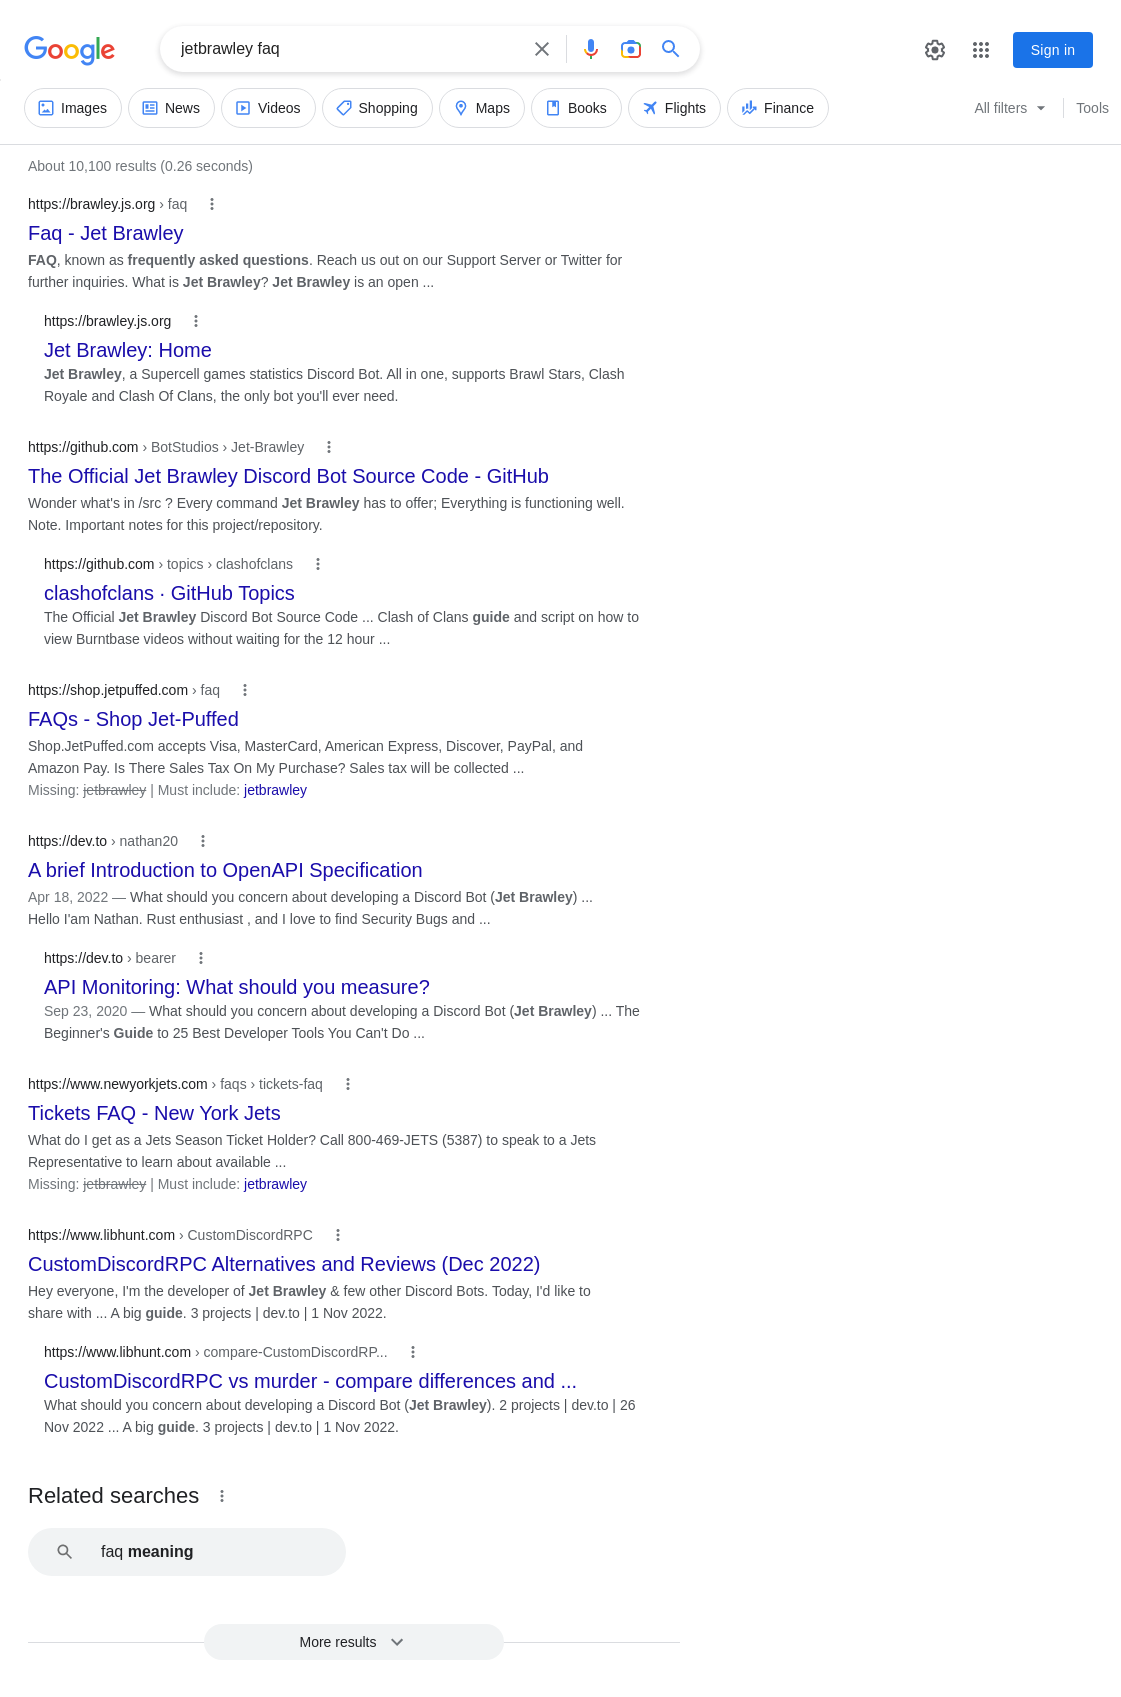 Google
jetbrawley faq
Sign in
Images
News
Videos
Shopping
Maps
Books
Flights
Finance
All filters
Tools
About 10,100 results (0.26 seconds)
https://brawley.js.org › faq
Faq - Jet Brawley
FAQ, known as frequently asked questions. Reach us out on our Support Server or Twitter for
further inquiries. What is Jet Brawley? Jet Brawley is an open ...
https://brawley.js.org
Jet Brawley: Home
Jet Brawley, a Supercell games statistics Discord Bot. All in one, supports Brawl Stars, Clash
Royale and Clash Of Clans, the only bot you'll ever need.
https://github.com › BotStudios › Jet-Brawley
The Official Jet Brawley Discord Bot Source Code - GitHub
Wonder what's in /src ? Every command Jet Brawley has to offer; Everything is functioning well.
Note. Important notes for this project/repository.
https://github.com › topics › clashofclans
clashofclans · GitHub Topics
The Official Jet Brawley Discord Bot Source Code ... Clash of Clans guide and script on how to
view Burntbase videos without waiting for the 12 hour ...
https://shop.jetpuffed.com › faq
FAQs - Shop Jet-Puffed
Shop.JetPuffed.com accepts Visa, MasterCard, American Express, Discover, PayPal, and
Amazon Pay. Is There Sales Tax On My Purchase? Sales tax will be collected ...
Missing: jetbrawley | Must include: jetbrawley
https://dev.to › nathan20
A brief Introduction to OpenAPI Specification
Apr 18, 2022 — What should you concern about developing a Discord Bot (Jet Brawley) ...
Hello I'am Nathan. Rust enthusiast , and I love to find Security Bugs and ...
https://dev.to › bearer
API Monitoring: What should you measure?
Sep 23, 2020 — What should you concern about developing a Discord Bot (Jet Brawley) ... The
Beginner's Guide to 25 Best Developer Tools You Can't Do ...
https://www.newyorkjets.com › faqs › tickets-faq
Tickets FAQ - New York Jets
What do I get as a Jets Season Ticket Holder? Call 800-469-JETS (5387) to speak to a Jets
Representative to learn about available ...
Missing: jetbrawley | Must include: jetbrawley
https://www.libhunt.com › CustomDiscordRPC
CustomDiscordRPC Alternatives and Reviews (Dec 2022)
Hey everyone, I'm the developer of Jet Brawley & few other Discord Bots. Today, I'd like to
share with ... A big guide. 3 projects | dev.to | 1 Nov 2022.
https://www.libhunt.com › compare-CustomDiscordRP...
CustomDiscordRPC vs murder - compare differences and ...
What should you concern about developing a Discord Bot (Jet Brawley). 2 projects | dev.to | 26
Nov 2022 ... A big guide. 3 projects | dev.to | 1 Nov 2022.
Related searches
faq meaning
More results